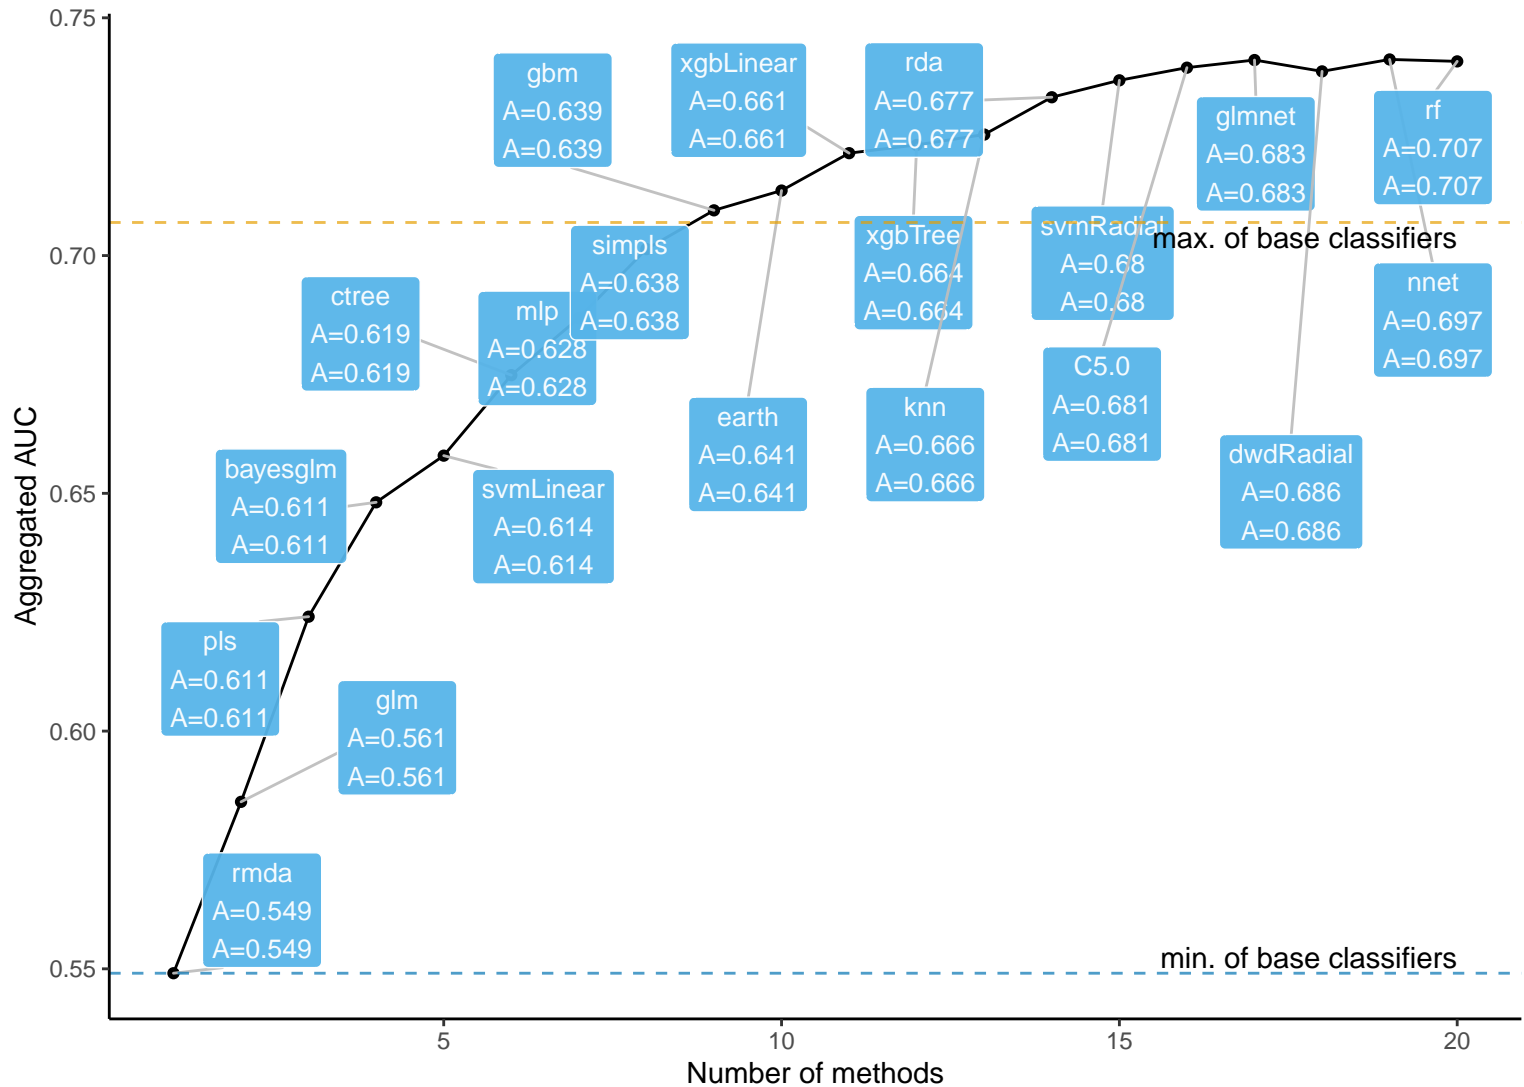 0.75
0.70
0.65
0.60
0.55
Aggregated AUC
gbm
A=0.639
A=0.639
xgbLinear
A=0.661
A=0.661
rda
A=0.677
A=0.677
glmnet
A=0.683
A=0.683
rf
A=0.707
A=0.707
max. of base classifiers
simpls
A=0.638
A=0.638
xgbTree
A=0.664
A=0.664
svmRadial
A=0.68
A=0.68
nnet
A=0.697
A=0.697
ctree
A=0.619
A=0.619
mlp
A=0.628
A=0.628
C5.0
A=0.681
A=0.681
earth
A=0.641
A=0.641
knn
A=0.666
A=0.666
dwdRadial
A=0.686
A=0.686
bayesglm
A=0.611
A=0.611
svmLinear
A=0.614
A=0.614
pls
A=0.611
A=0.611
glm
A=0.561
A=0.561
rmda
A=0.549
A=0.549
min. of base classifiers
5
10
15
20
Number of methods